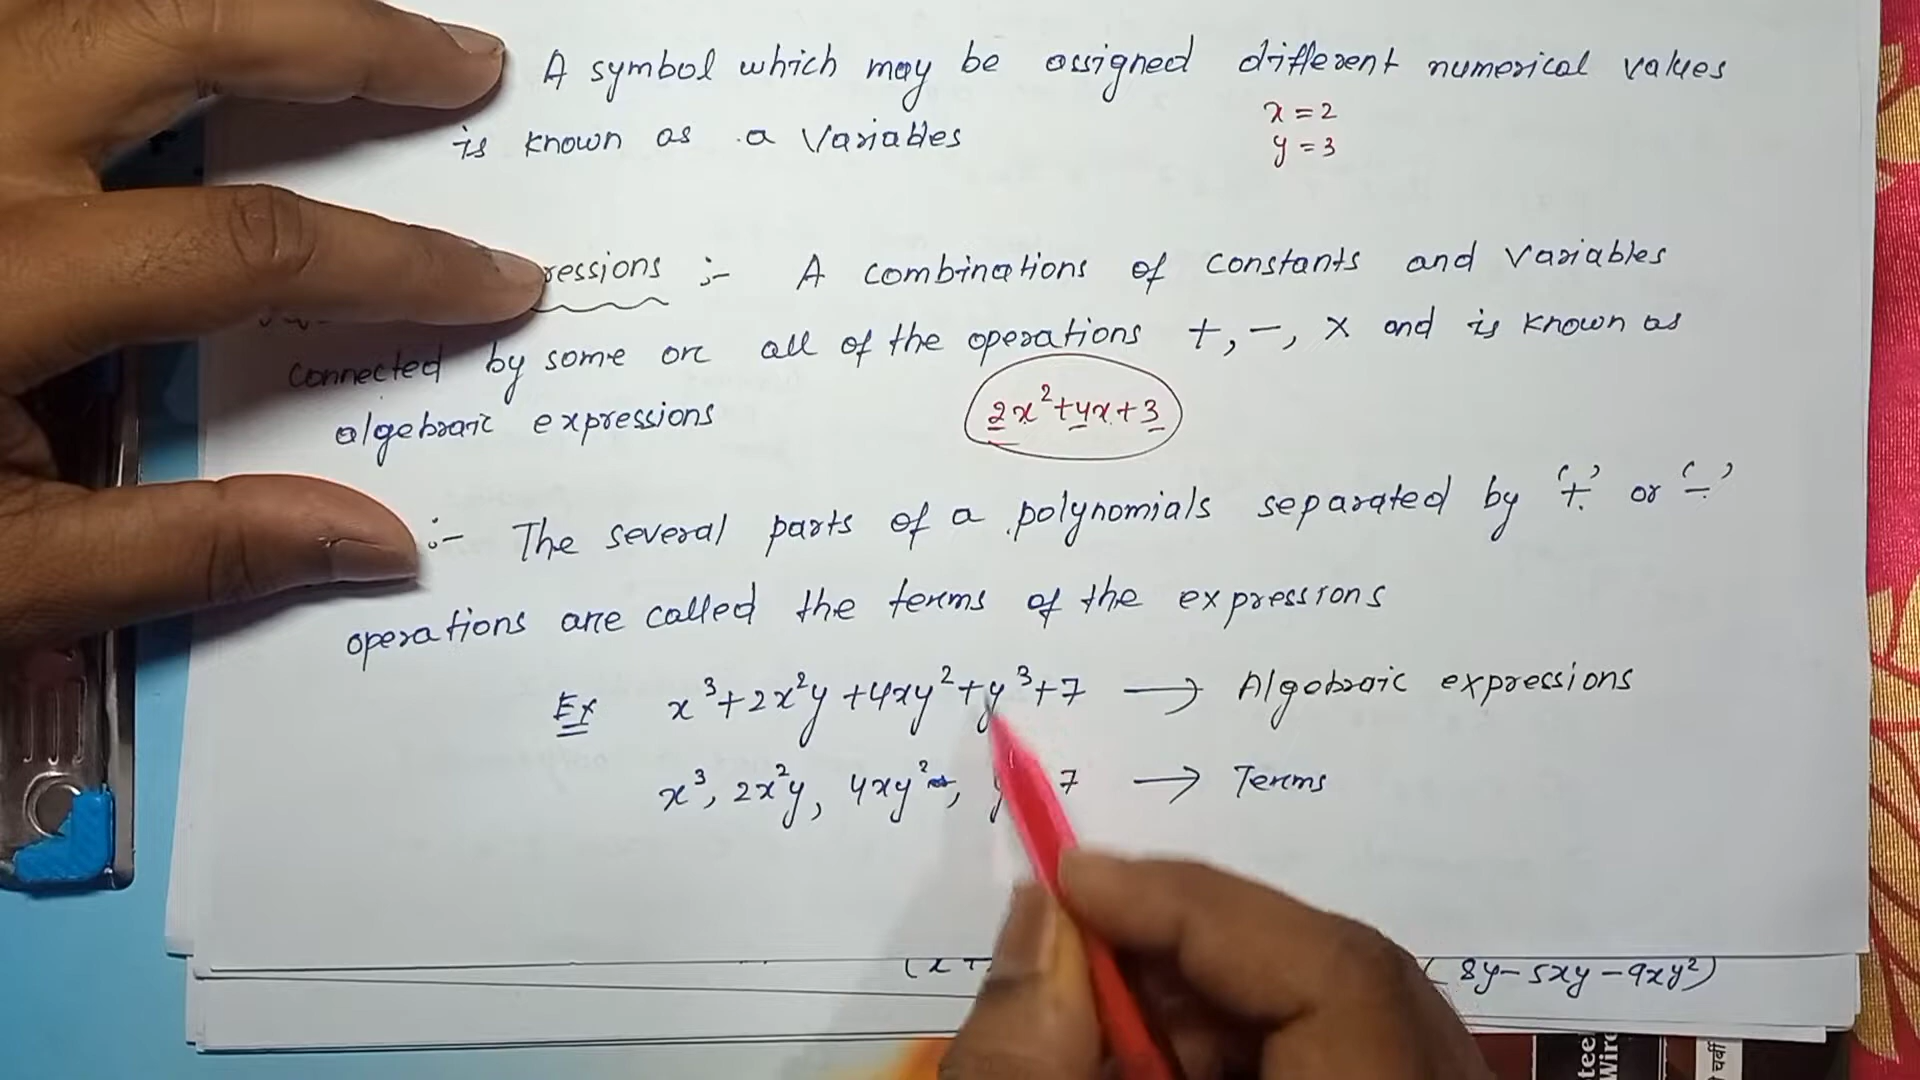 A symbol which may be assigned different numerical values
x = 2
is known as a Variables
y = 3
ressions :- A combinations of constants and variables
connected by some or all of the operations +, -, x and is known as
algebraic expressions
2x²+4x+3
:- The several parts of a polynomials separated by '+' or '-'
operations are called the terms of the expressions
Ex x³+2x²y+4xy²+y³+7 → Algebraic expressions
x³, 2x²y, 4xy², y 7 → Terms
(x +
( 8y-5xy-9xy²)